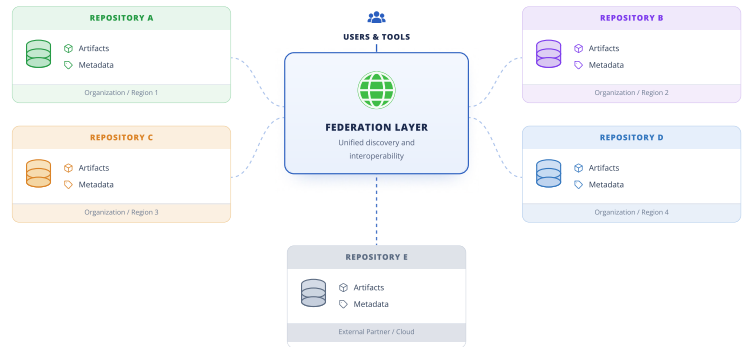 REPOSITORY A
Artifacts
Metadata
Organization / Region 1
USERS & TOOLS
FEDERATION LAYER
Unified discovery and
interoperability
REPOSITORY B
Artifacts
Metadata
Organization / Region 2
REPOSITORY C
Artifacts
Metadata
Organization / Region 3
REPOSITORY D
Artifacts
Metadata
Organization / Region 4
REPOSITORY E
Artifacts
Metadata
External Partner / Cloud